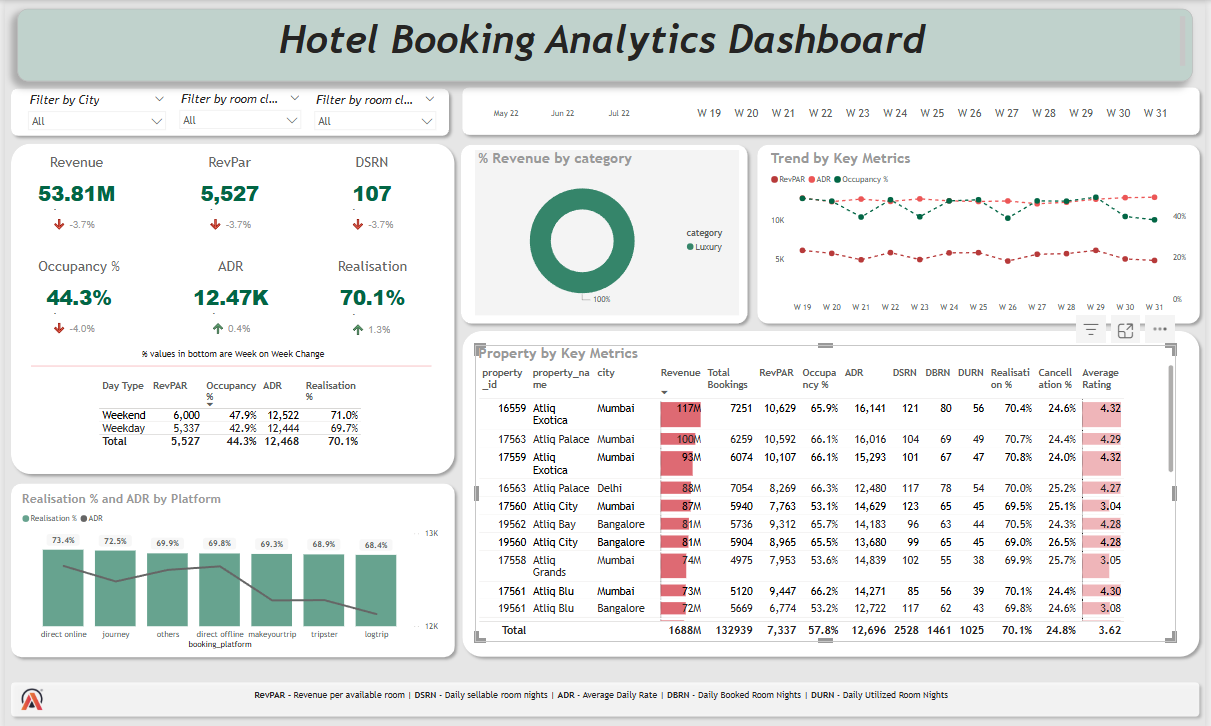 Hotel Booking Analytics Dashboard
Filter by City
Filter by room cl...
Filter by room cl...
All
All
All
May 22 Jun 22 Jul 22
W 19 W 20 W 21 W 22 W 23 W 24 W 25 W 26 W 27 W 28 W 29 W 30 W 31
Revenue RevPar DSRN
53.81M 5,527 107
-3.7% -3.7% -3.7%
Occupancy % ADR Realisation
44.3% 12.47K 70.1%
-4.0% 0.4% 1.3%
% values in bottom are Week on Week Change
Day Type RevPAR Occupancy % ADR Realisation %
Weekend 6,000 47.9% 12,522 71.0%
Weekday 5,337 42.9% 12,444 69.7%
Total 5,527 44.3% 12,468 70.1%
% Revenue by category
category
Luxury
100%
Trend by Key Metrics
RevPAR ADR Occupancy %
10K
5K
40%
20%
0%
W 19 W 20 W 21 W 22 W 23 W 24 W 25 W 26 W 27 W 28 W 29 W 30 W 31
Realisation % and ADR by Platform
Realisation % ADR
73.4% 72.5% 69.9% 69.8% 69.3% 68.9% 68.4%
13K
12K
direct online journey others direct offline makeyourtrip tripster logtrip
booking_platform
Property by Key Metrics
property_id property_name city Revenue Total Bookings RevPAR Occupancy % ADR DSRN DBRN DURN Realisati on % Cancell ation % Average Rating
16559 Atliq Exotica Mumbai 117M 7251 10,629 65.9% 16,141 121 80 56 70.4% 24.6% 4.32
17563 Atliq Palace Mumbai 100M 6259 10,592 66.1% 16,016 104 69 49 70.7% 24.4% 4.29
17559 Atliq Exotica Mumbai 93M 6074 10,107 66.1% 15,293 101 67 47 70.8% 24.0% 4.32
16563 Atliq Palace Delhi 88M 7054 8,269 66.3% 12,480 117 78 54 70.0% 25.2% 4.27
17560 Atliq City Mumbai 87M 5940 7,763 53.1% 14,629 123 65 45 69.5% 25.1% 3.04
19562 Atliq Bay Bangalore 81M 5736 9,312 65.7% 14,183 96 63 44 70.5% 24.3% 4.28
19560 Atliq City Bangalore 81M 5904 8,965 65.5% 13,680 99 65 45 69.0% 26.5% 4.28
17558 Atliq Grands Mumbai 74M 4975 7,953 53.6% 14,839 102 55 38 69.9% 25.7% 3.05
17561 Atliq Blu Mumbai 73M 5120 9,447 66.2% 14,271 85 56 39 70.1% 24.4% 4.30
19561 Atliq Blu Bangalore 72M 5669 6,774 53.2% 12,722 117 62 43 69.8% 24.6% 3.08
Total 1688M 132939 7,337 57.8% 12,696 2528 1461 1025 70.1% 24.8% 3.62
RevPAR - Revenue per available room | DSRN - Daily sellable room nights | ADR - Average Daily Rate | DBRN - Daily Booked Room Nights | DURN - Daily Utilized Room Nights